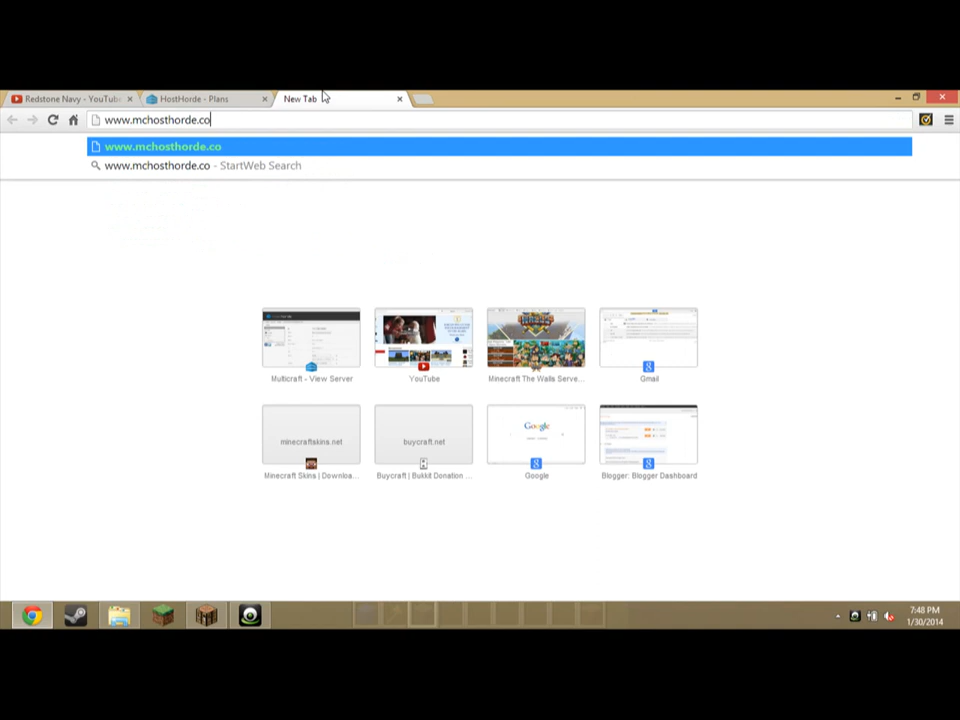 Redstone Navy - YouTube
HostHorde - Plans
New Tab
www.mchosthorde.co
www.mchosthorde.co
www.mchosthorde.co - StartWeb Search
Multicraft - View Server
YouTube
Minecraft The Walls Serve...
Gmail
minecraftskins.net
buycraft.net
Google
Minecraft Skins | Downloa...
Buycraft | Bukkit Donation ...
Google
Blogger: Blogger Dashboard
7:48 PM
1/30/2014